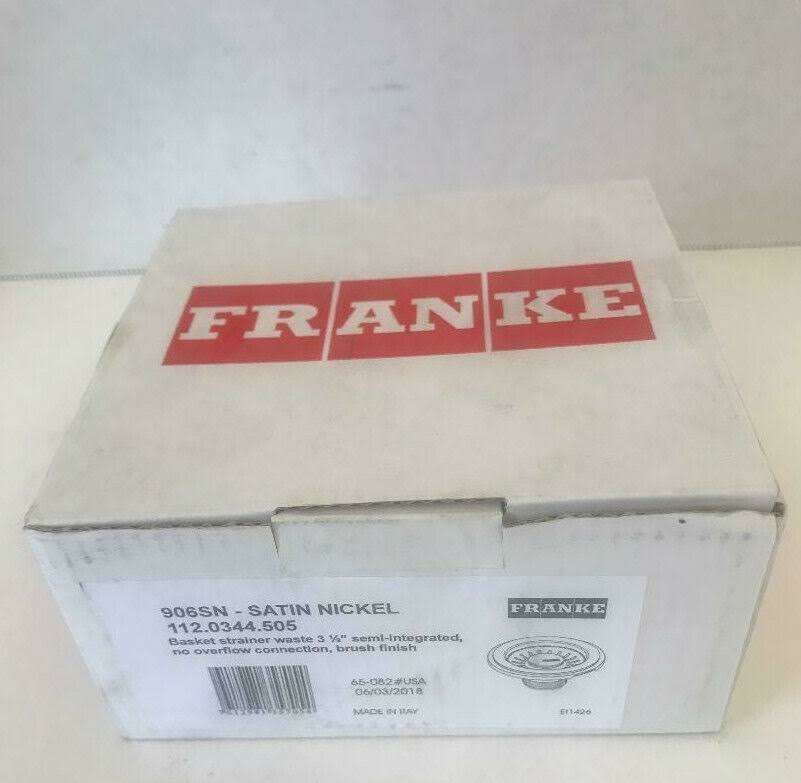 FRANKE
906SN - SATIN NICKEL
FRANKE
112.0344.505
Basket strainer waste 3 ½" semi-integrated,
no overflow connection, brush finish
65-082#USA
06/03/2018
MADE IN ITALY